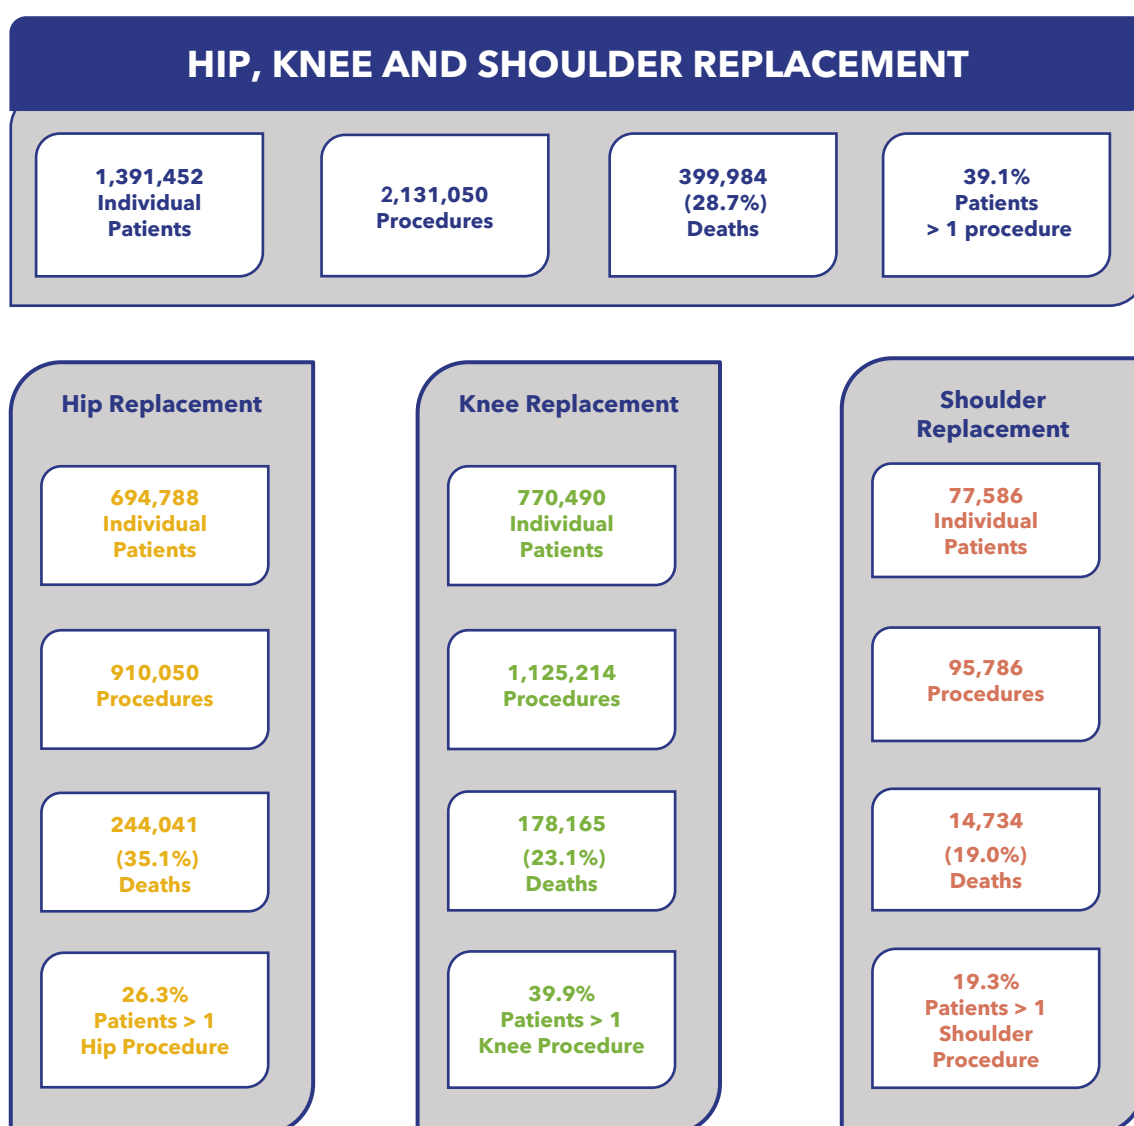 HIP, KNEE AND SHOULDER REPLACEMENT
1,391,452
Individual
Patients
2,131,050
Procedures
399,984
(28.7%)
Deaths
39.1%
Patients
> 1 procedure
Hip Replacement
694,788
Individual
Patients
910,050
Procedures
244,041
(35.1%)
Deaths
26.3%
Patients > 1
Hip Procedure
Knee Replacement
770,490
Individual
Patients
1,125,214
Procedures
178,165
(23.1%)
Deaths
39.9%
Patients > 1
Knee Procedure
Shoulder
Replacement
77,586
Individual
Patients
95,786
Procedures
14,734
(19.0%)
Deaths
19.3%
Patients > 1
Shoulder
Procedure